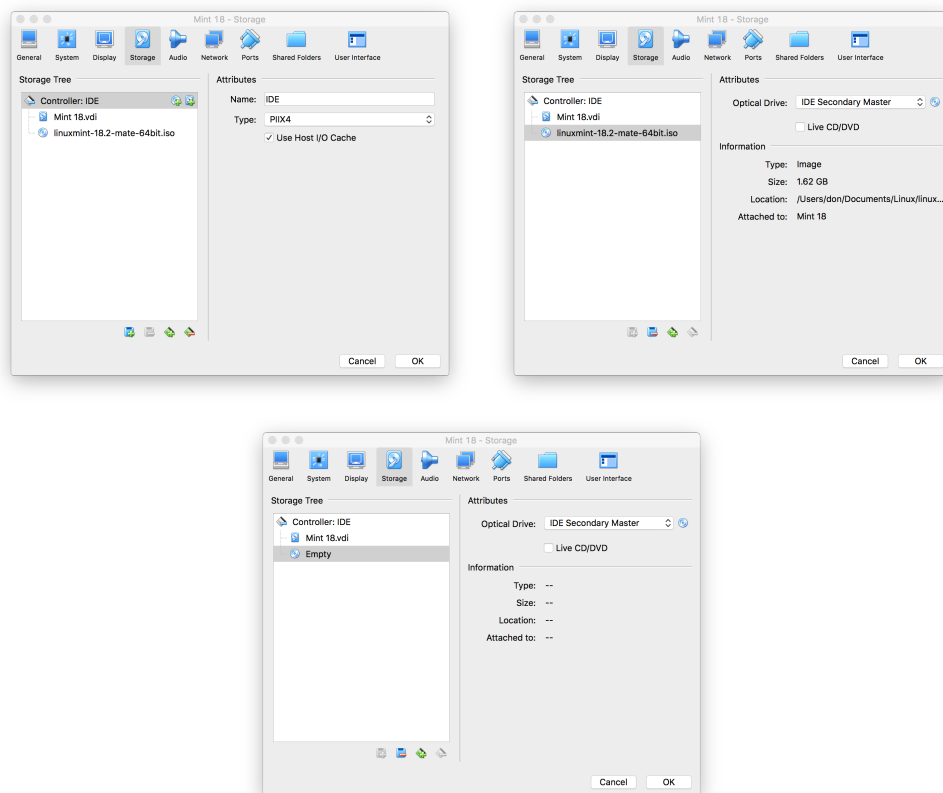 Mint 18 - Storage
General System Display Storage Audio Network Ports Shared Folders User Interface
Storage Tree
Controller: IDE
Mint 18.vdi
linuxmint-18.2-mate-64bit.iso
Attributes
Name: IDE
Type: PIIX4
Use Host I/O Cache
Cancel OK
Mint 18 - Storage
General System Display Storage Audio Network Ports Shared Folders User Interface
Storage Tree
Controller: IDE
Mint 18.vdi
linuxmint-18.2-mate-64bit.iso
Attributes
Optical Drive: IDE Secondary Master
Live CD/DVD
Information
Type: Image
Size: 1.62 GB
Location: /Users/don/Documents/Linux/linux...
Attached to: Mint 18
Cancel OK
Mint 18 - Storage
General System Display Storage Audio Network Ports Shared Folders User Interface
Storage Tree
Controller: IDE
Mint 18.vdi
Empty
Attributes
Optical Drive: IDE Secondary Master
Live CD/DVD
Information
Type: --
Size: --
Location: --
Attached to: --
Cancel OK